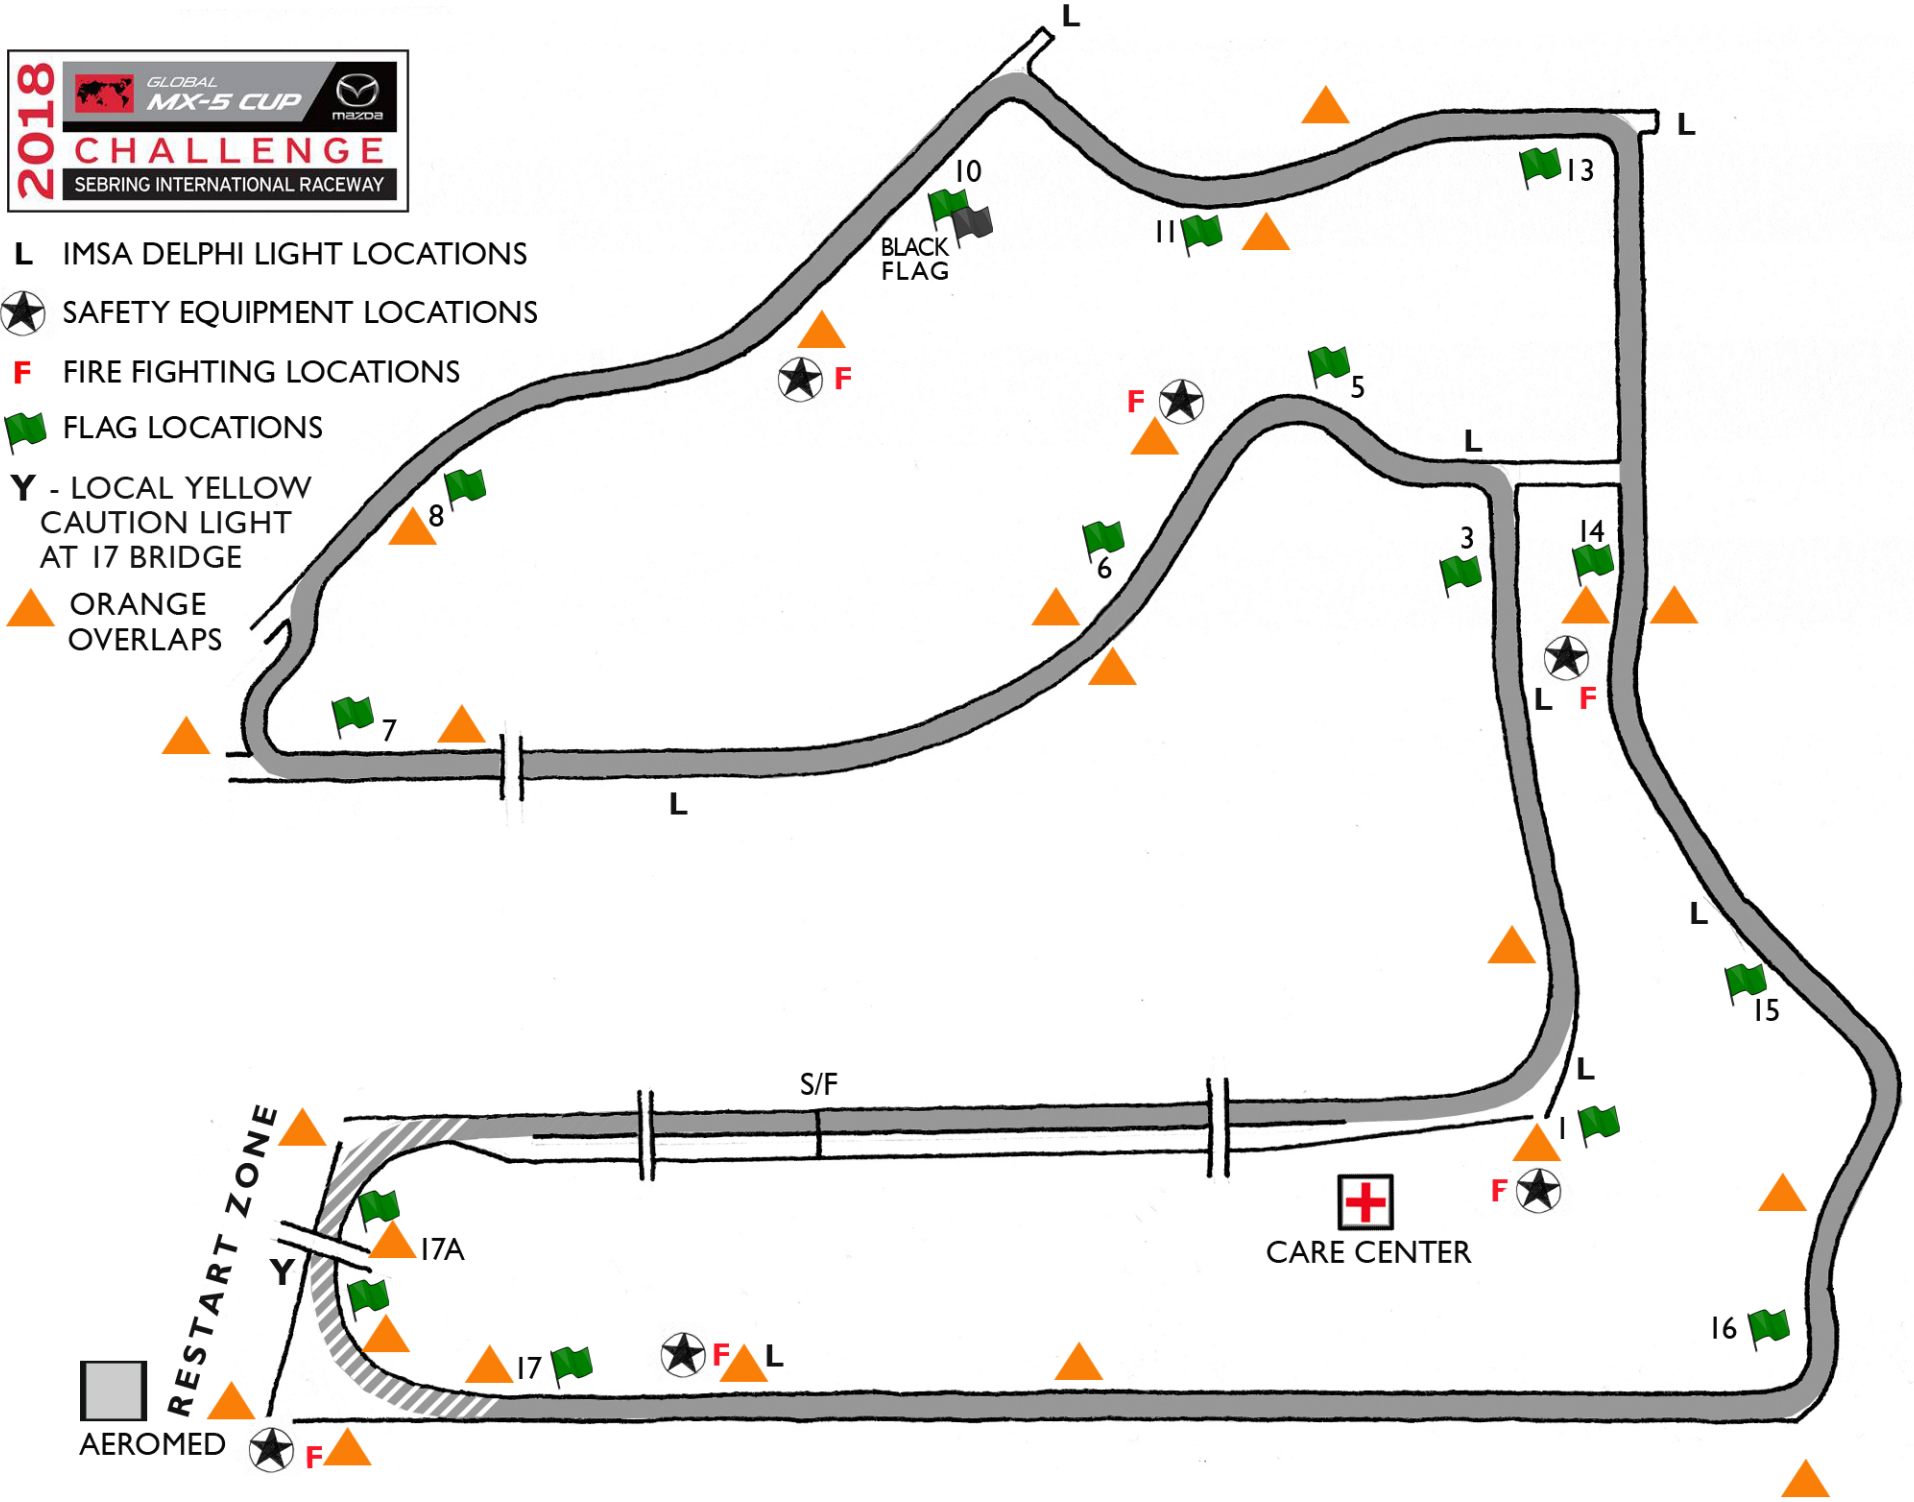 2018
GLOBAL
MX-5 CUP
mazda
CHALLENGE
SEBRING INTERNATIONAL RACEWAY
L IMSA DELPHI LIGHT LOCATIONS
SAFETY EQUIPMENT LOCATIONS
F FIRE FIGHTING LOCATIONS
FLAG LOCATIONS
Y - LOCAL YELLOW
CAUTION LIGHT
AT 17 BRIDGE
ORANGE
OVERLAPS
L
L
10
BLACK
FLAG
11
13
F
F
5
L
8
6
3
14
L F
7
L
L
15
S/F
L
1
F
CARE CENTER
RESTART ZONE
17A
Y
16
17
F L
AEROMED
F